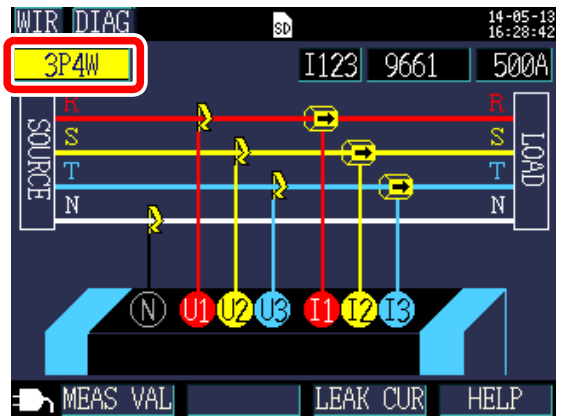 WIR DIAG SD 14-05-13
16:28:42
3P4W I123 9661 500A
R R
S S
T T
N N
SOURCE LOAD
N U1 U2 U3 I1 I2 I3
MEAS VAL LEAK CUR HELP